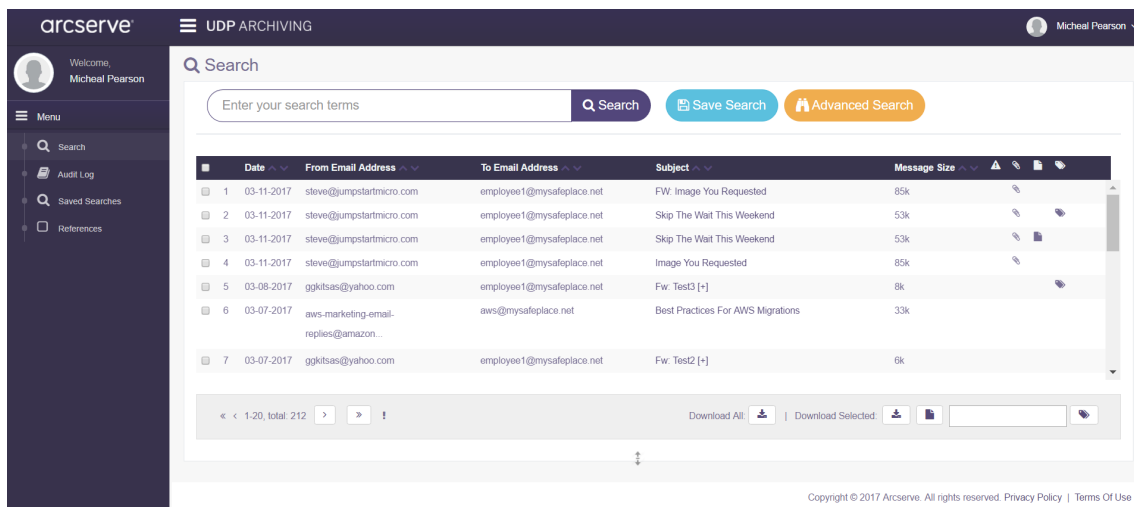 arcserve
UDP ARCHIVING
Micheal Pearson
Welcome,
Micheal Pearson
Menu
Search
Audit Log
Saved Searches
References
Search
Enter your search terms
Search
Save Search
Advanced Search
Date From Email Address To Email Address Subject Message Size
1 03-11-2017 steve@jumpstartmicro.com employee1@mysafeplace.net FW: Image You Requested 85k
2 03-11-2017 steve@jumpstartmicro.com employee1@mysafeplace.net Skip The Wait This Weekend 53k
3 03-11-2017 steve@jumpstartmicro.com employee1@mysafeplace.net Skip The Wait This Weekend 53k
4 03-11-2017 steve@jumpstartmicro.com employee1@mysafeplace.net Image You Requested 85k
5 03-08-2017 ggkitsas@yahoo.com employee1@mysafeplace.net Fw: Test3 [+] 8k
6 03-07-2017 aws-marketing-email- aws@mysafeplace.net Best Practices For AWS Migrations 33k
replies@amazon...
7 03-07-2017 ggkitsas@yahoo.com employee1@mysafeplace.net Fw: Test2 [+] 6k
« < 1-20, total: 212 > » ! Download All: | Download Selected:
Copyright © 2017 Arcserve. All rights reserved. Privacy Policy | Terms Of Use